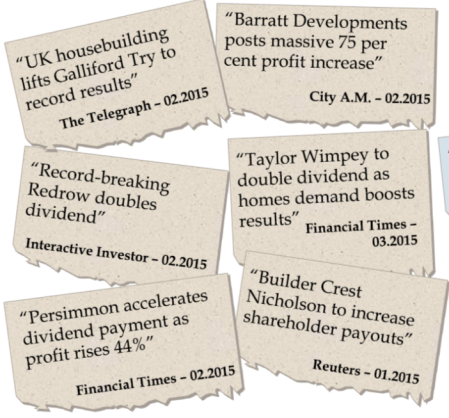 “UK housebuilding
lifts Galliford Try to
record results”
The Telegraph – 02.2015
“Barratt Developments
posts massive 75 per
cent profit increase”
City A.M. – 02.2015
“Record-breaking
Redrow doubles
dividend”
Interactive Investor – 02.2015
“Taylor Wimpey to
double dividend as
homes demand boosts
results”
Financial Times –
03.2015
“Persimmon accelerates
dividend payment as
profit rises 44%”
Financial Times – 02.2015
“Builder Crest
Nicholson to increase
shareholder payouts”
Reuters – 01.2015